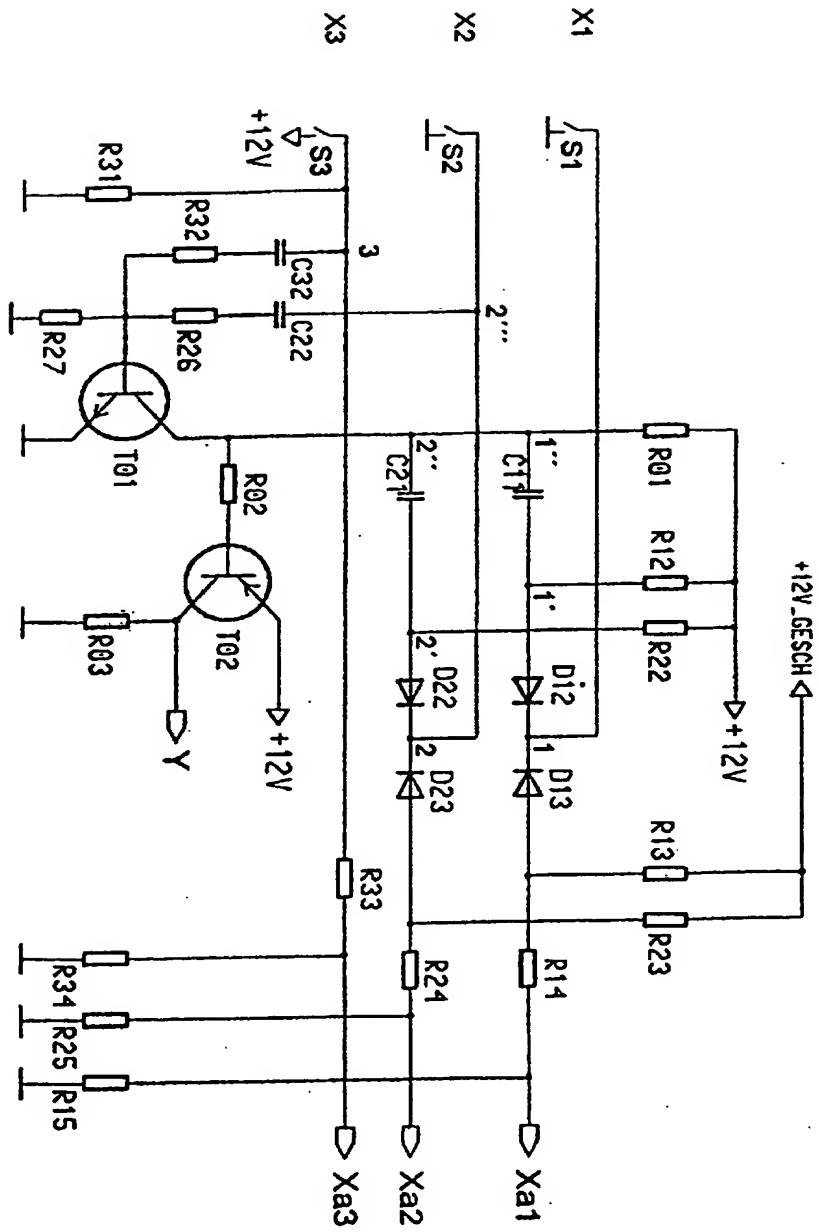 X1
X2
X3
S1
S2
S3
+12V
R31
R32
3
C32
C22
2'''
R26
R27
T01
R02
T02
R03
Y
+12V
R01
1''
C11
2''
C21
R12
1'
R22
2'
D22
D12
2
1
D23
D13
+12V
+12V_GESCH
R13
R23
R33
R24
R14
R34
R25
R15
Xa1
Xa2
Xa3